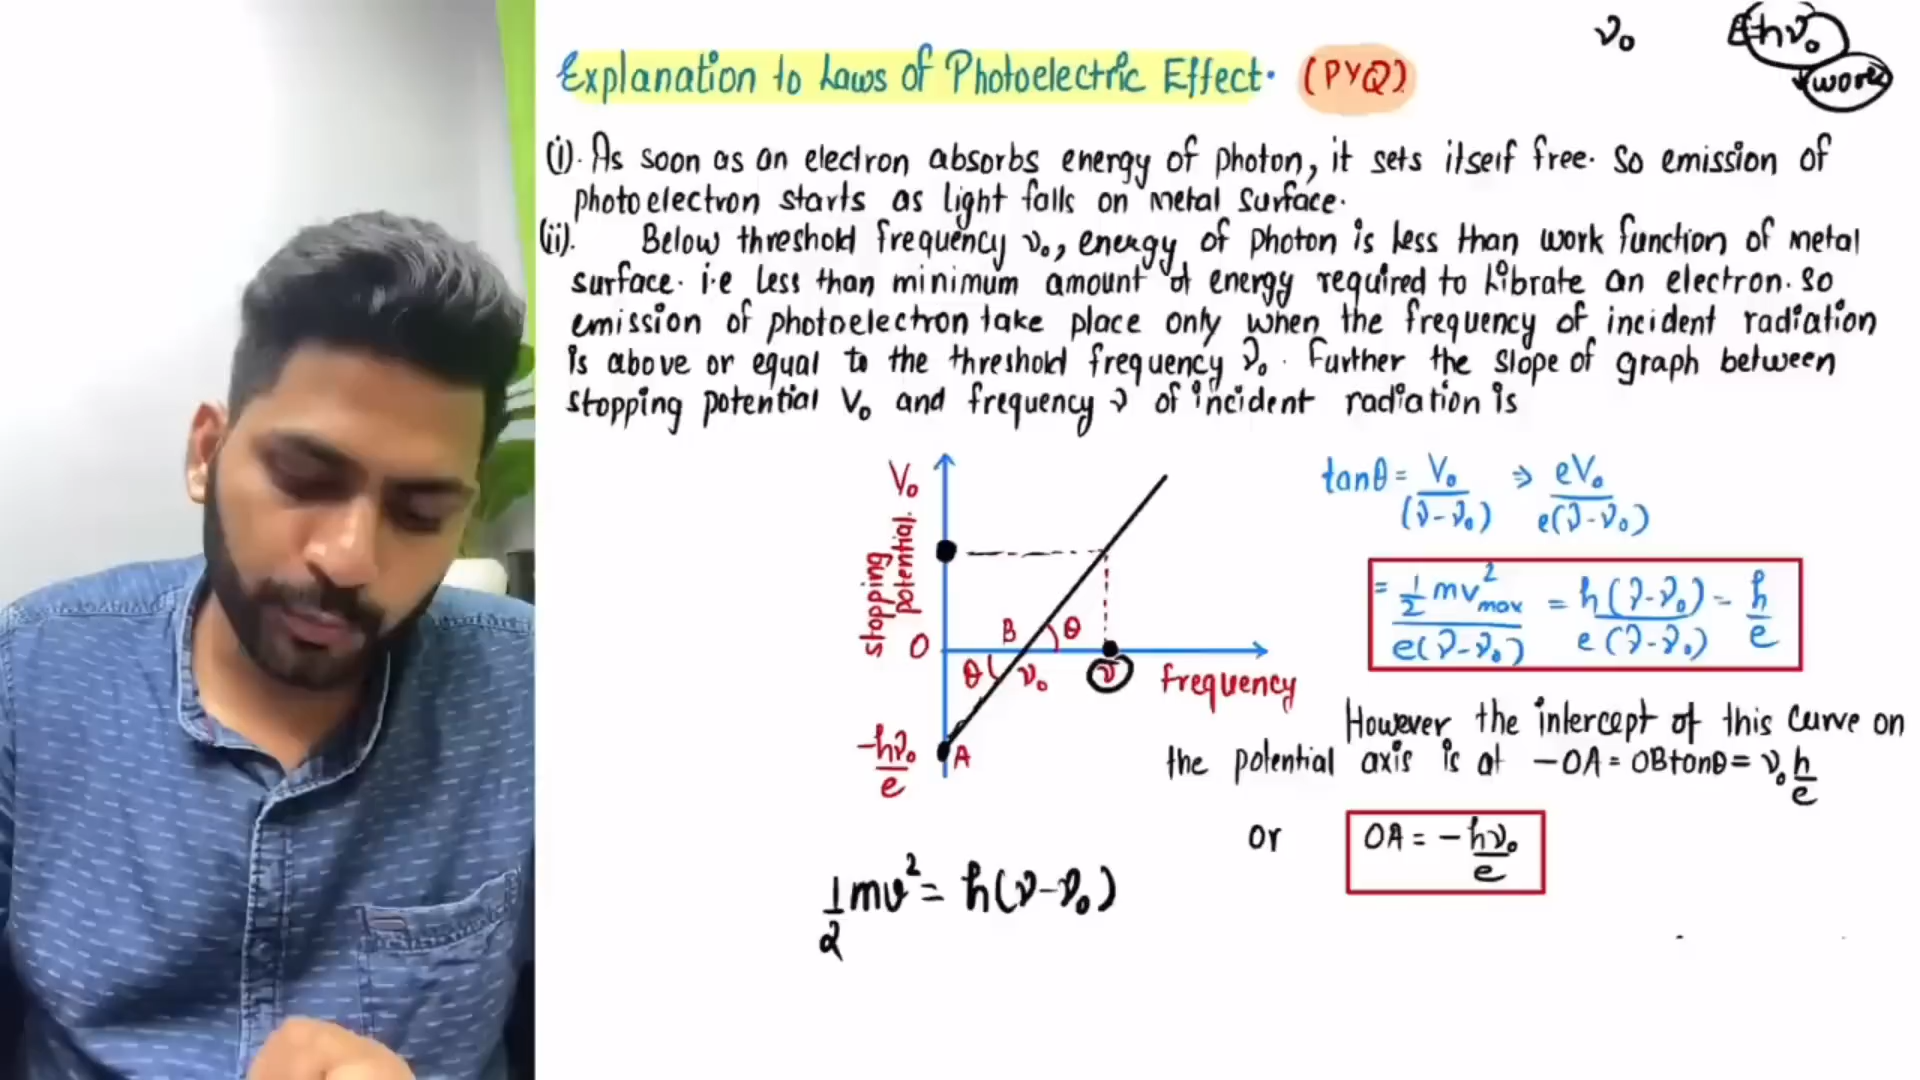 ν₀ Ehν₀
work
Explanation to Laws of Photoelectric Effect. (PYQ)
(i). As soon as an electron absorbs energy of photon, it sets itself free. So emission of
photoelectron starts as light falls on metal surface.
(ii). Below threshold frequency ν₀, energy of photon is less than work function of metal
surface. i.e less than minimum amount of energy required to librate an electron. so
emission of photoelectron take place only when the frequency of incident radiation
is above or equal to the threshold frequency ν₀. Further the slope of graph between
stopping potential V₀ and frequency ν of incident radiation is
V₀
stopping potential.
0
B
θ
θ
ν₀
ν
frequency
-hν₀/e
A
tanθ = V₀/(ν-ν₀) ⇒ eV₀/e(ν-ν₀)
= ½mv²max/e(ν-ν₀) = h(ν-ν₀)/e(ν-ν₀) = h/e
However the intercept of this curve on
the potential axis is at -OA = OBtanθ = ν₀h/e
or OA = -hν₀/e
½mv² = h(ν-ν₀)